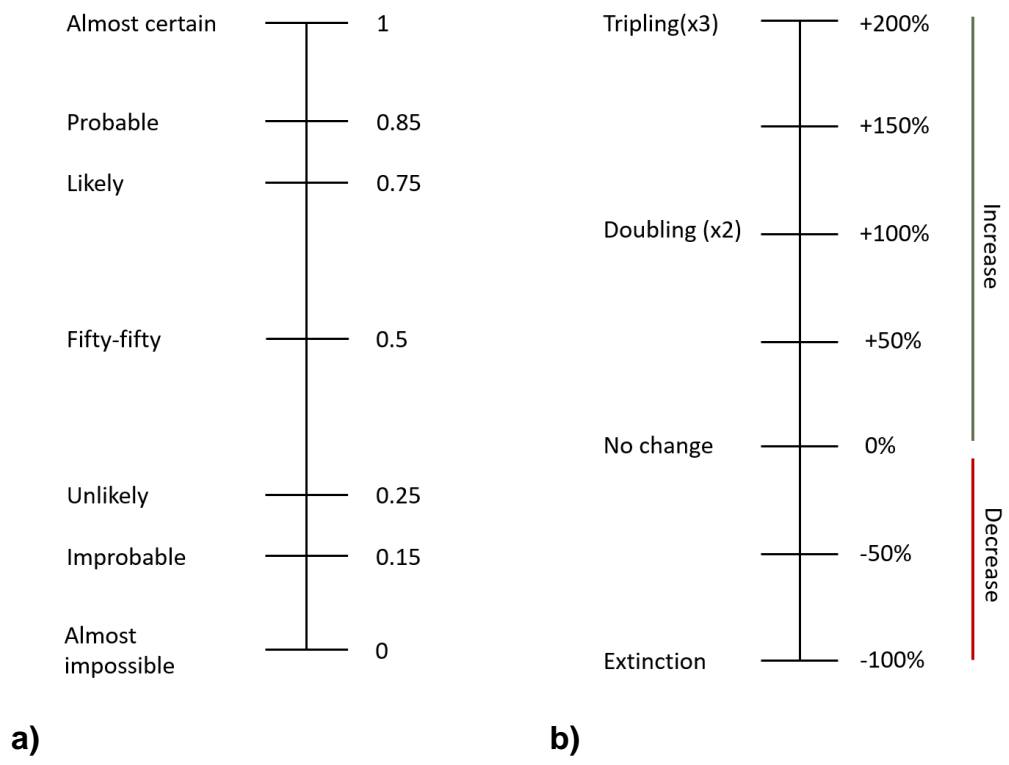 Almost certain 1
Probable 0.85
Likely 0.75
Fifty-fifty 0.5
Unlikely 0.25
Improbable 0.15
Almost
impossible 0
a)
Tripling(x3) +200%
+150%
Doubling (x2) +100%
+50%
No change 0%
-50%
Extinction -100%
Increase
Decrease
b)